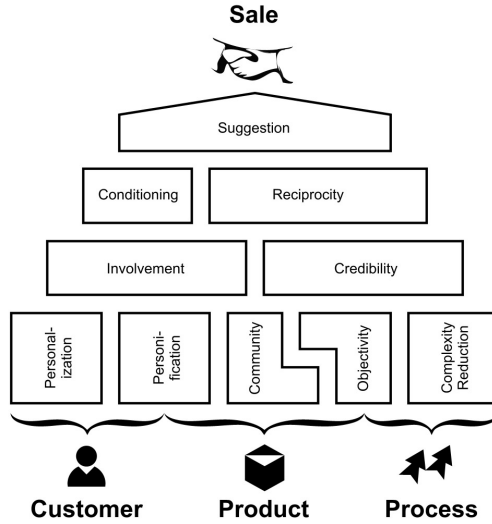 Sale
Suggestion
Conditioning
Reciprocity
Involvement
Credibility
Personal-
ization
Personi-
fication
Community
Objectivity
Complexity
Reduction
Customer
Product
Process